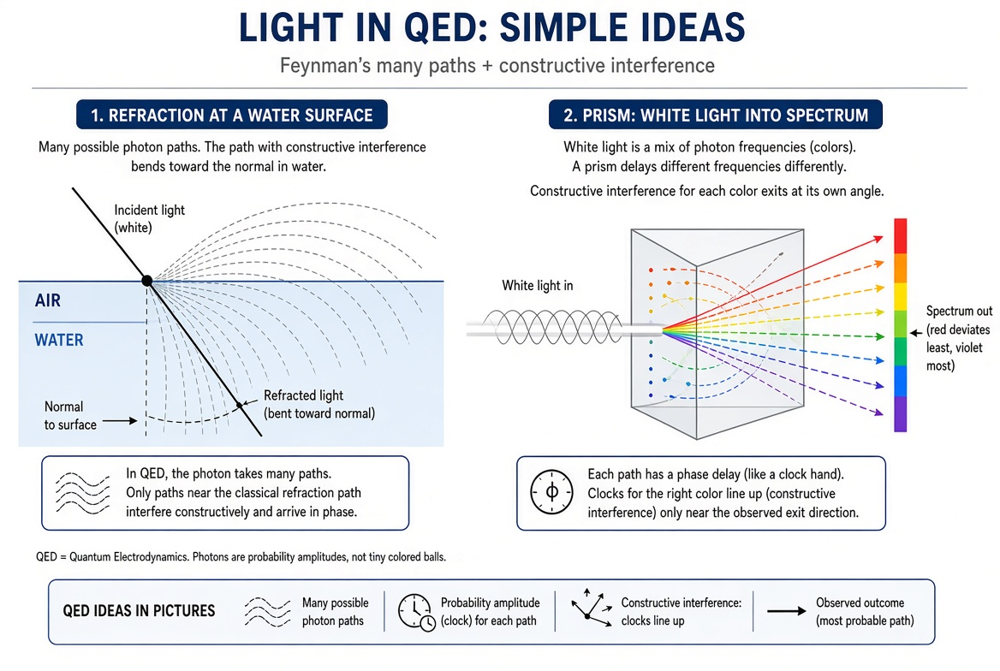 LIGHT IN QED: SIMPLE IDEAS
Feynman's many paths + constructive interference
1. REFRACTION AT A WATER SURFACE
Many possible photon paths. The path with constructive interference
bends toward the normal in water.
Incident light
(white)
AIR
WATER
Normal
to surface
Refracted light
(bent toward normal)
In QED, the photon takes many paths.
Only paths near the classical refraction path
interfere constructively and arrive in phase.
2. PRISM: WHITE LIGHT INTO SPECTRUM
White light is a mix of photon frequencies (colors).
A prism delays different frequencies differently.
Constructive interference for each color exits at its own angle.
White light in
Spectrum out
(red deviates
least, violet
most)
ϕ
Each path has a phase delay (like a clock hand).
Clocks for the right color line up (constructive
interference) only near the observed exit direction.
QED = Quantum Electrodynamics. Photons are probability amplitudes, not tiny colored balls.
QED IDEAS IN PICTURES
Many possible
photon paths
Probability amplitude
(clock) for each path
Constructive interference:
clocks line up
Observed outcome
(most probable path)